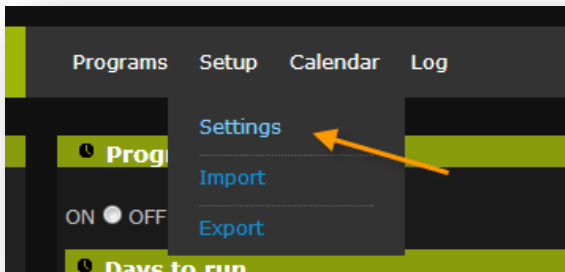 Programs Setup Calendar Log
Settings
Progr
Import
ON OFF
Export
Days to run